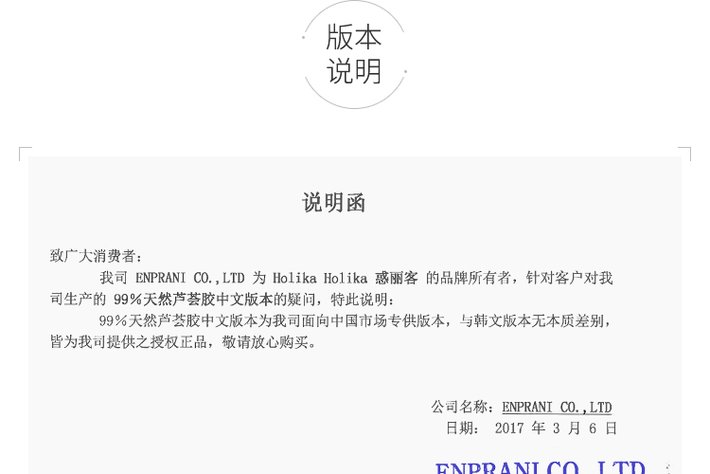 版本
说明
说明函
致广大消费者：
我司 ENPRANI CO.,LTD 为 Holika Holika 惑丽客 的品牌所有者，针对客户对我
司生产的 99%天然芦荟胶中文版本的疑问，特此说明：
99%天然芦荟胶中文版本为我司面向中国市场专供版本，与韩文版本无本质差别，
皆为我司提供之授权正品，敬请放心购买。
公司名称：ENPRANI CO.,LTD
日期： 2017 年 3 月 6 日
ENPRANI CO., LTD